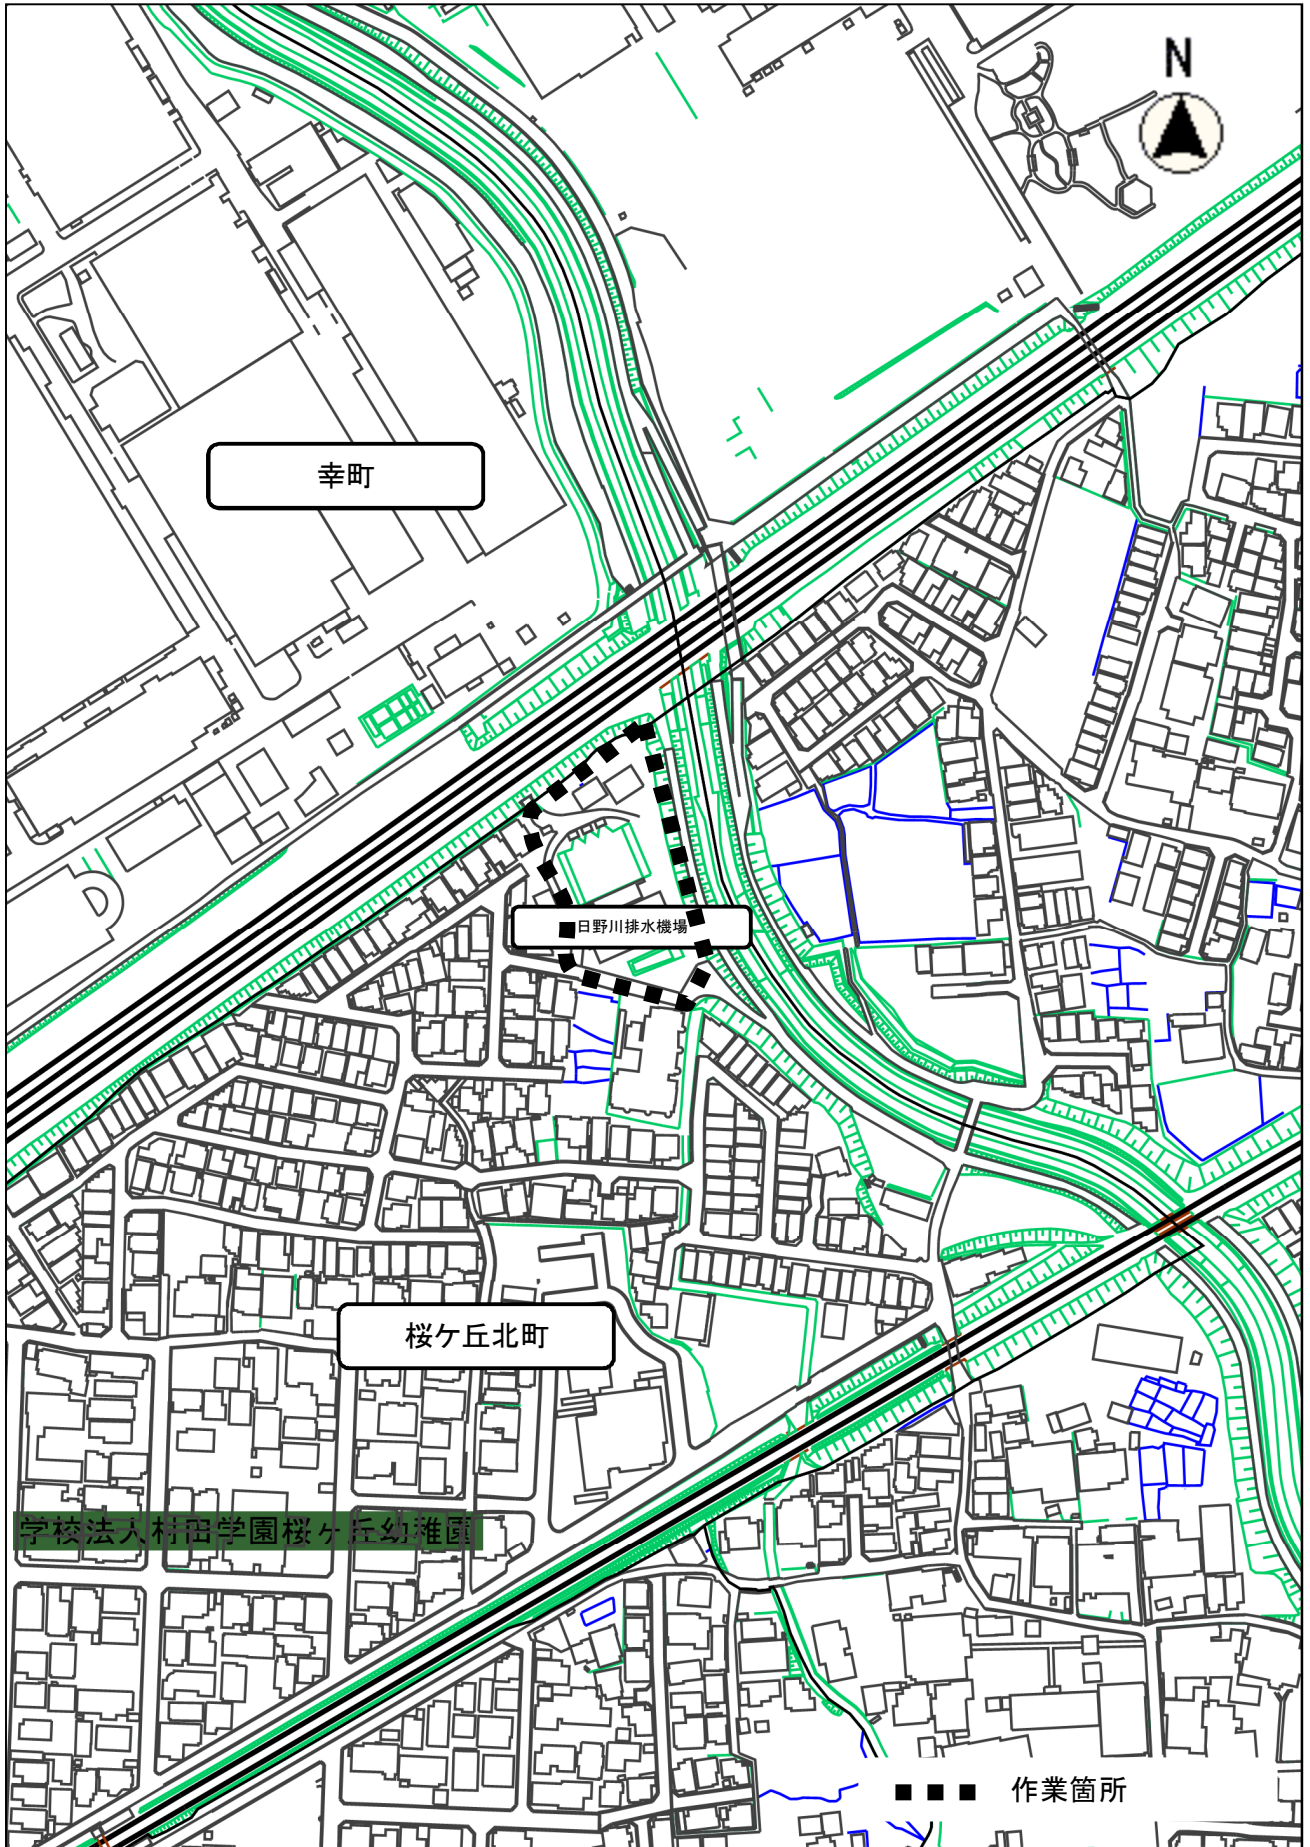 N
幸町
日野川排水機場
桜ケ丘北町
学校法人村田学園桜ヶ丘幼稚園
作業箇所